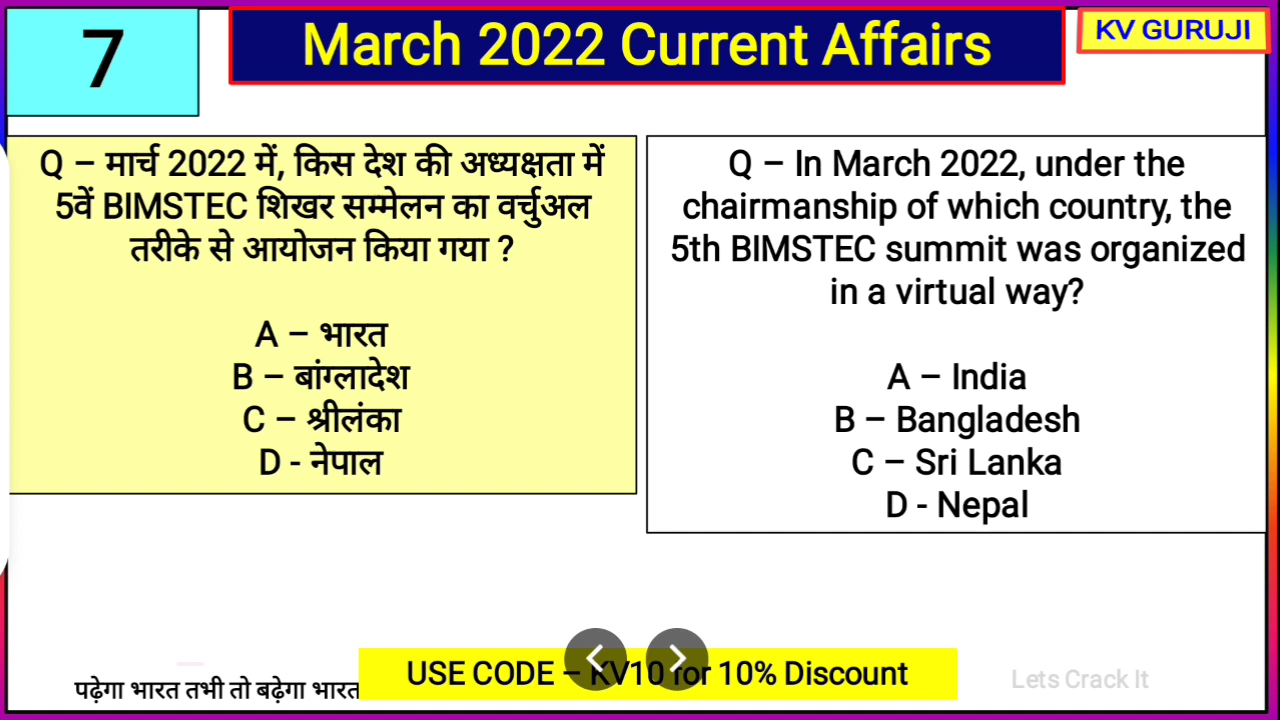 7
March 2022 Current Affairs
KV GURUJI
Q – मार्च 2022 में, किस देश की अध्यक्षता में
5वें BIMSTEC शिखर सम्मेलन का वर्चुअल
तरीके से आयोजन किया गया ?
A – भारत
B – बांग्लादेश
C – श्रीलंका
D - नेपाल
Q – In March 2022, under the
chairmanship of which country, the
5th BIMSTEC summit was organized
in a virtual way?
A – India
B – Bangladesh
C – Sri Lanka
D - Nepal
USE CODE – KV10 for 10% Discount
पढ़ेगा भारत तभी तो बढ़ेगा भारत
Lets Crack It